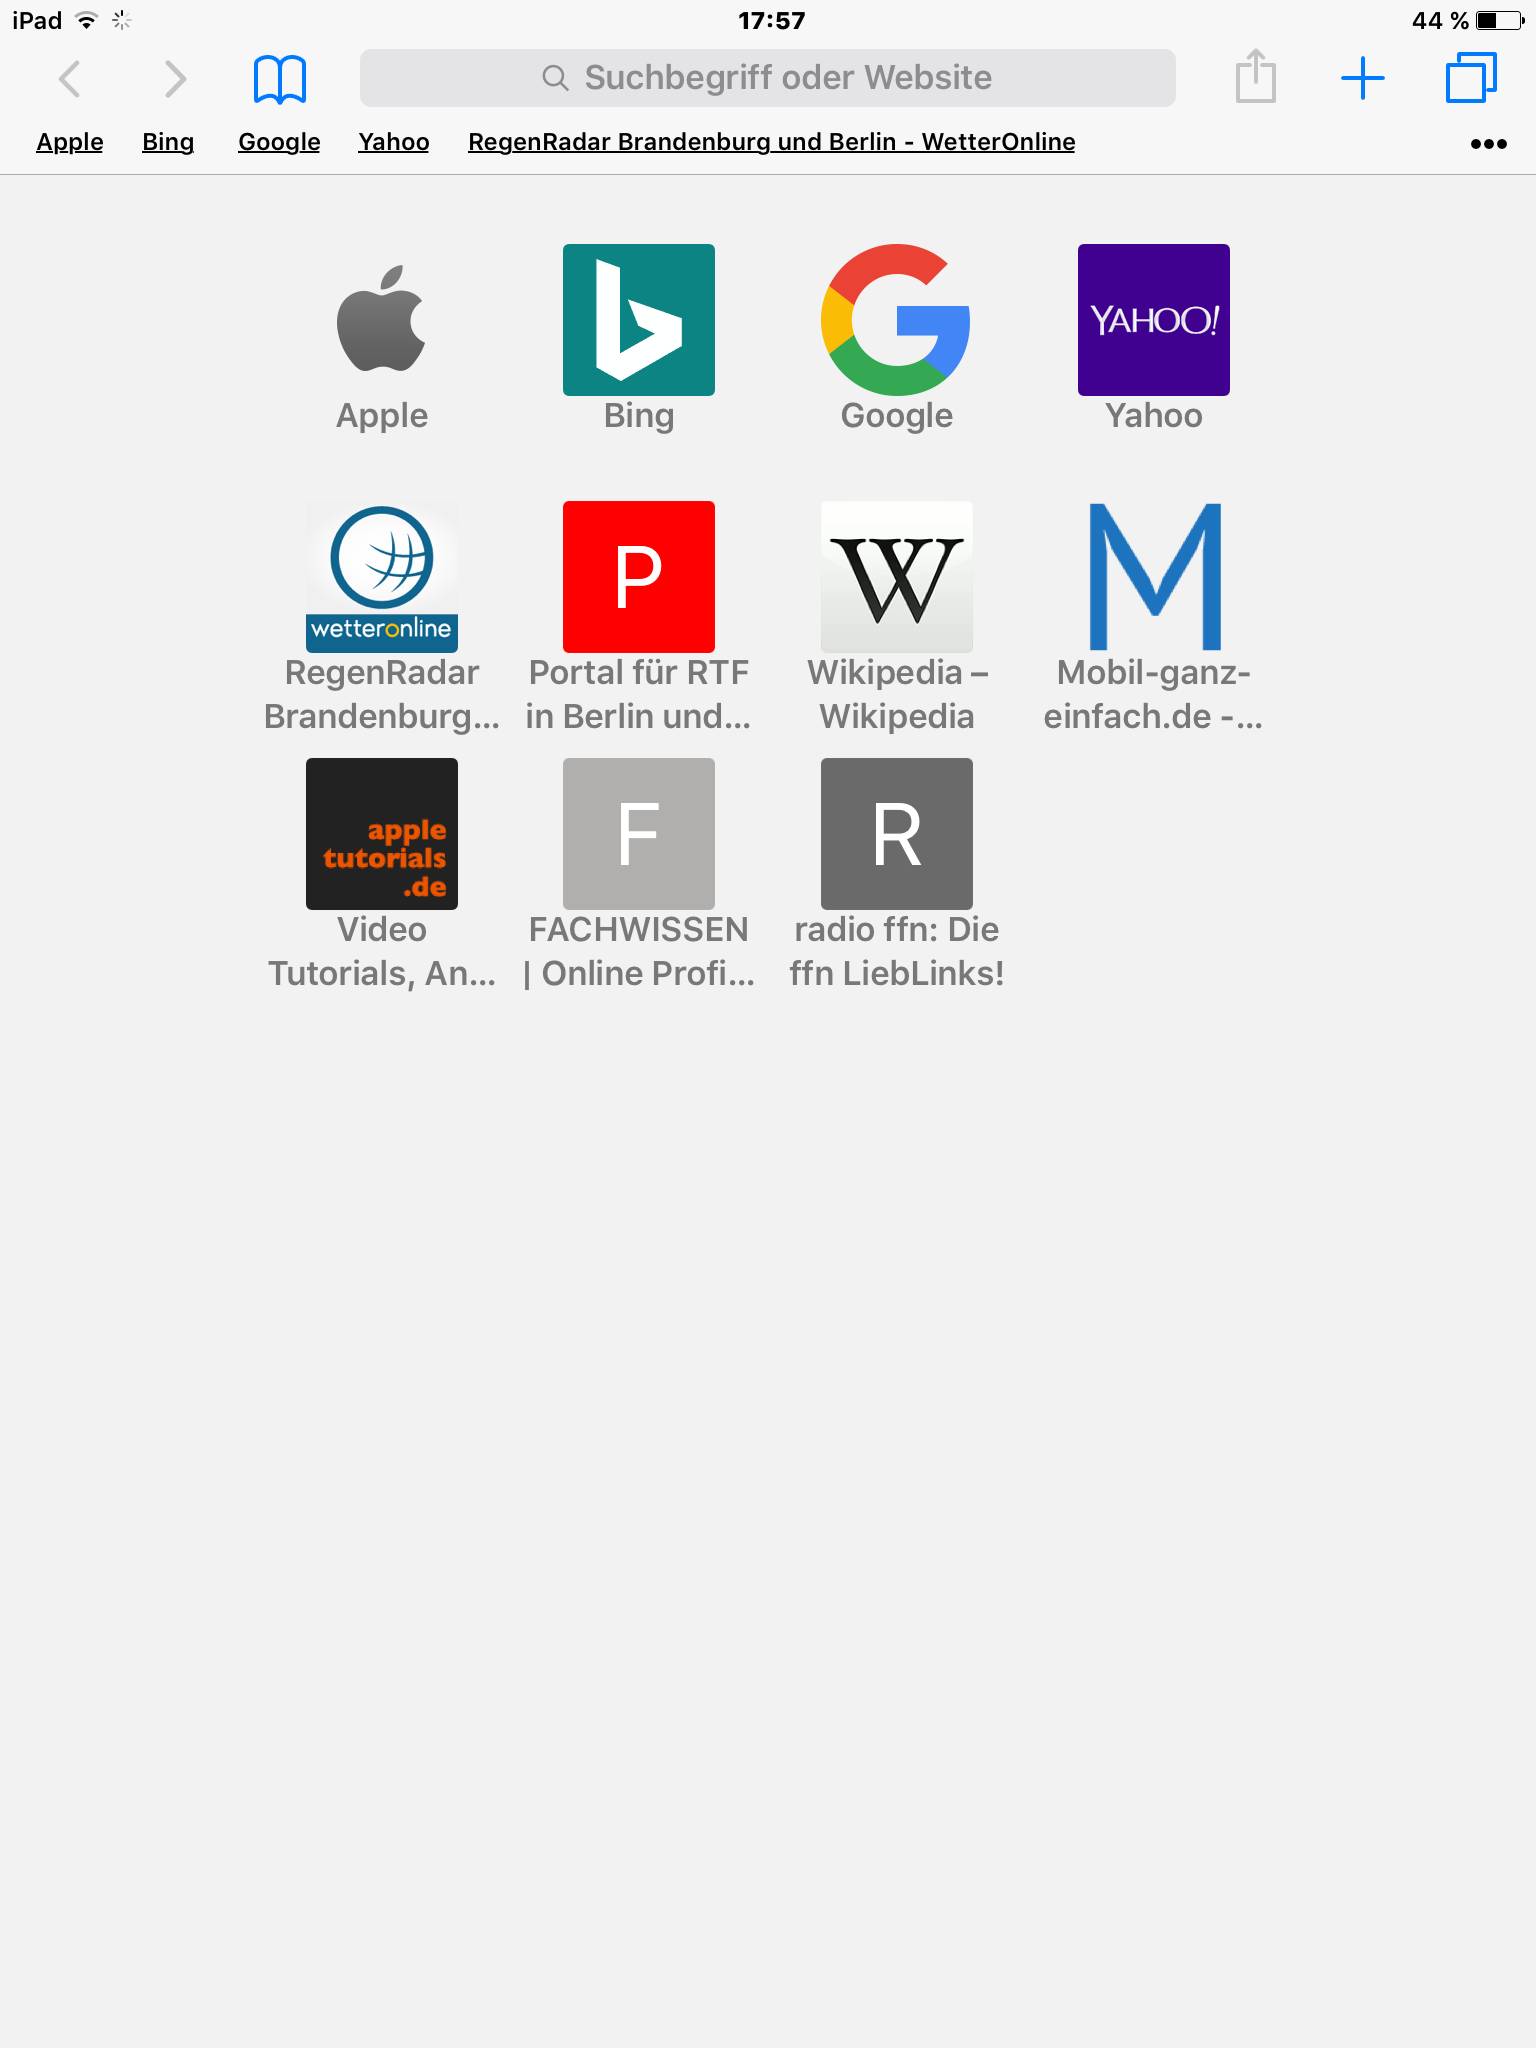 iPad 17:57 44 %
Suchbegriff oder Website
Apple Bing Google Yahoo RegenRadar Brandenburg und Berlin - WetterOnline
YAHOO!
Apple Bing Google Yahoo
wetteronline
P
W
M
RegenRadar
Brandenburg...
Portal für RTF
in Berlin und...
Wikipedia –
Wikipedia
Mobil-ganz-
einfach.de -...
apple
tutorials
.de
F
R
Video
Tutorials, An...
FACHWISSEN
| Online Profi...
radio ffn: Die
ffn LiebLinks!